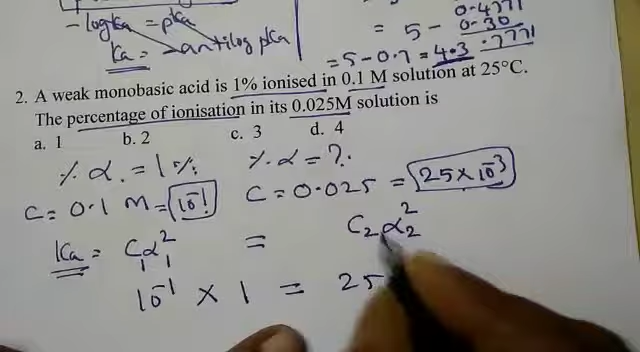 -logKa = pKa
Ka = -antilog pKa
0.4771
= 5 - 0.30
.7771
= 5 - 0.7 = 4.3
2. A weak monobasic acid is 1% ionised in 0.1 M solution at 25°C.
The percentage of ionisation in its 0.025M solution is
a. 1 b. 2 c. 3 d. 4
% α = 1 % % α = ?
C = 0.1 M = 10⁻¹ C = 0.025 = 25 × 10⁻³
Ka = C₁α₁² = C₂α₂²
10⁻¹ × 1 = 25